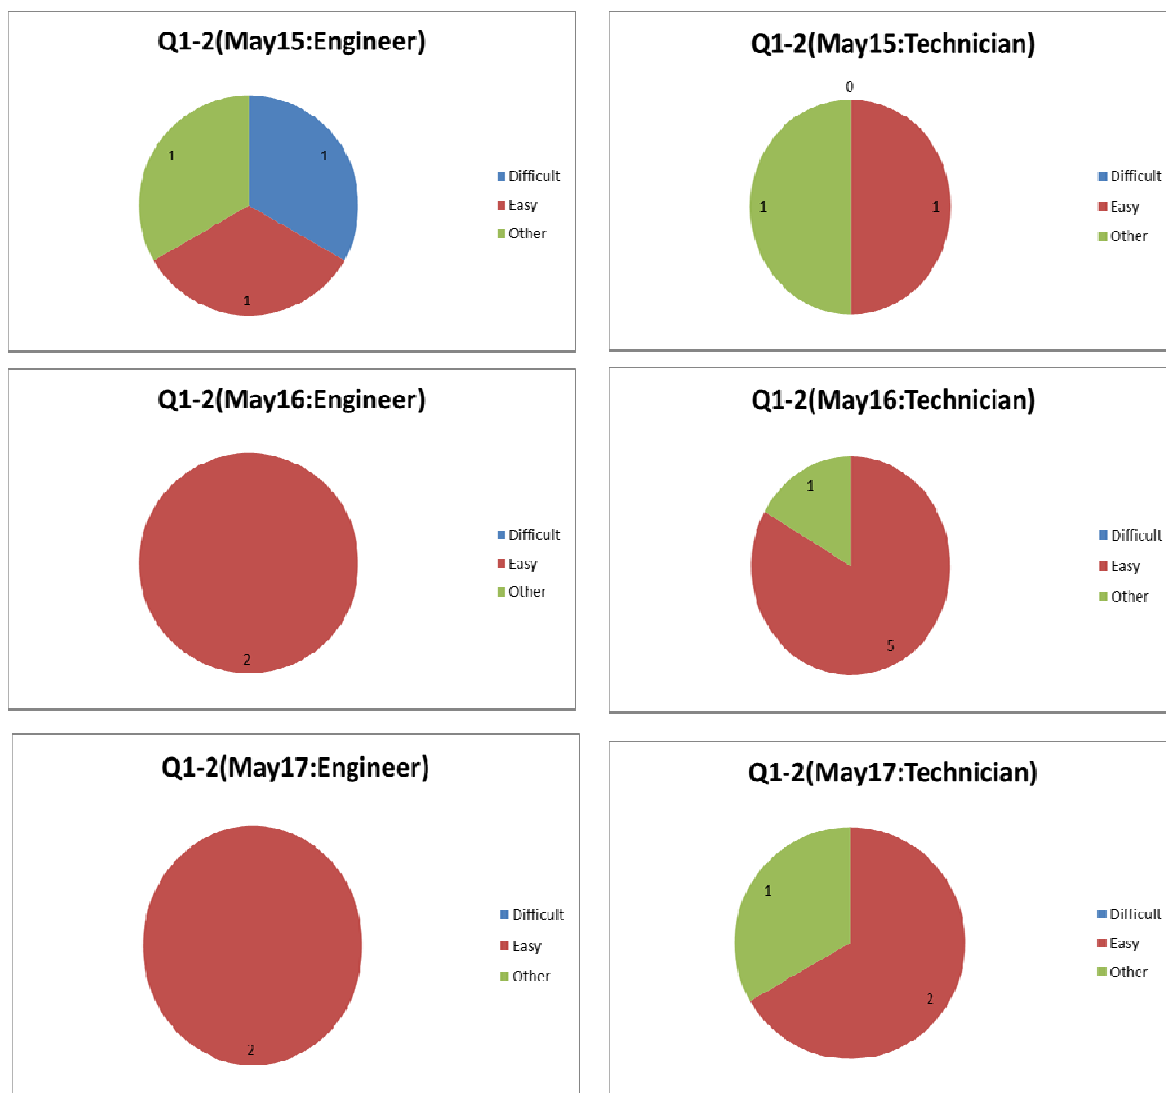 Q1-2(May15:Engineer)
1
1
1
Difficult
Easy
Other
Q1-2(May15:Technician)
0
1
1
Difficult
Easy
Other
Q1-2(May16:Engineer)
2
Difficult
Easy
Other
Q1-2(May16:Technician)
1
5
Difficult
Easy
Other
Q1-2(May17:Engineer)
2
Difficult
Easy
Other
Q1-2(May17:Technician)
1
2
Difficult
Easy
Other